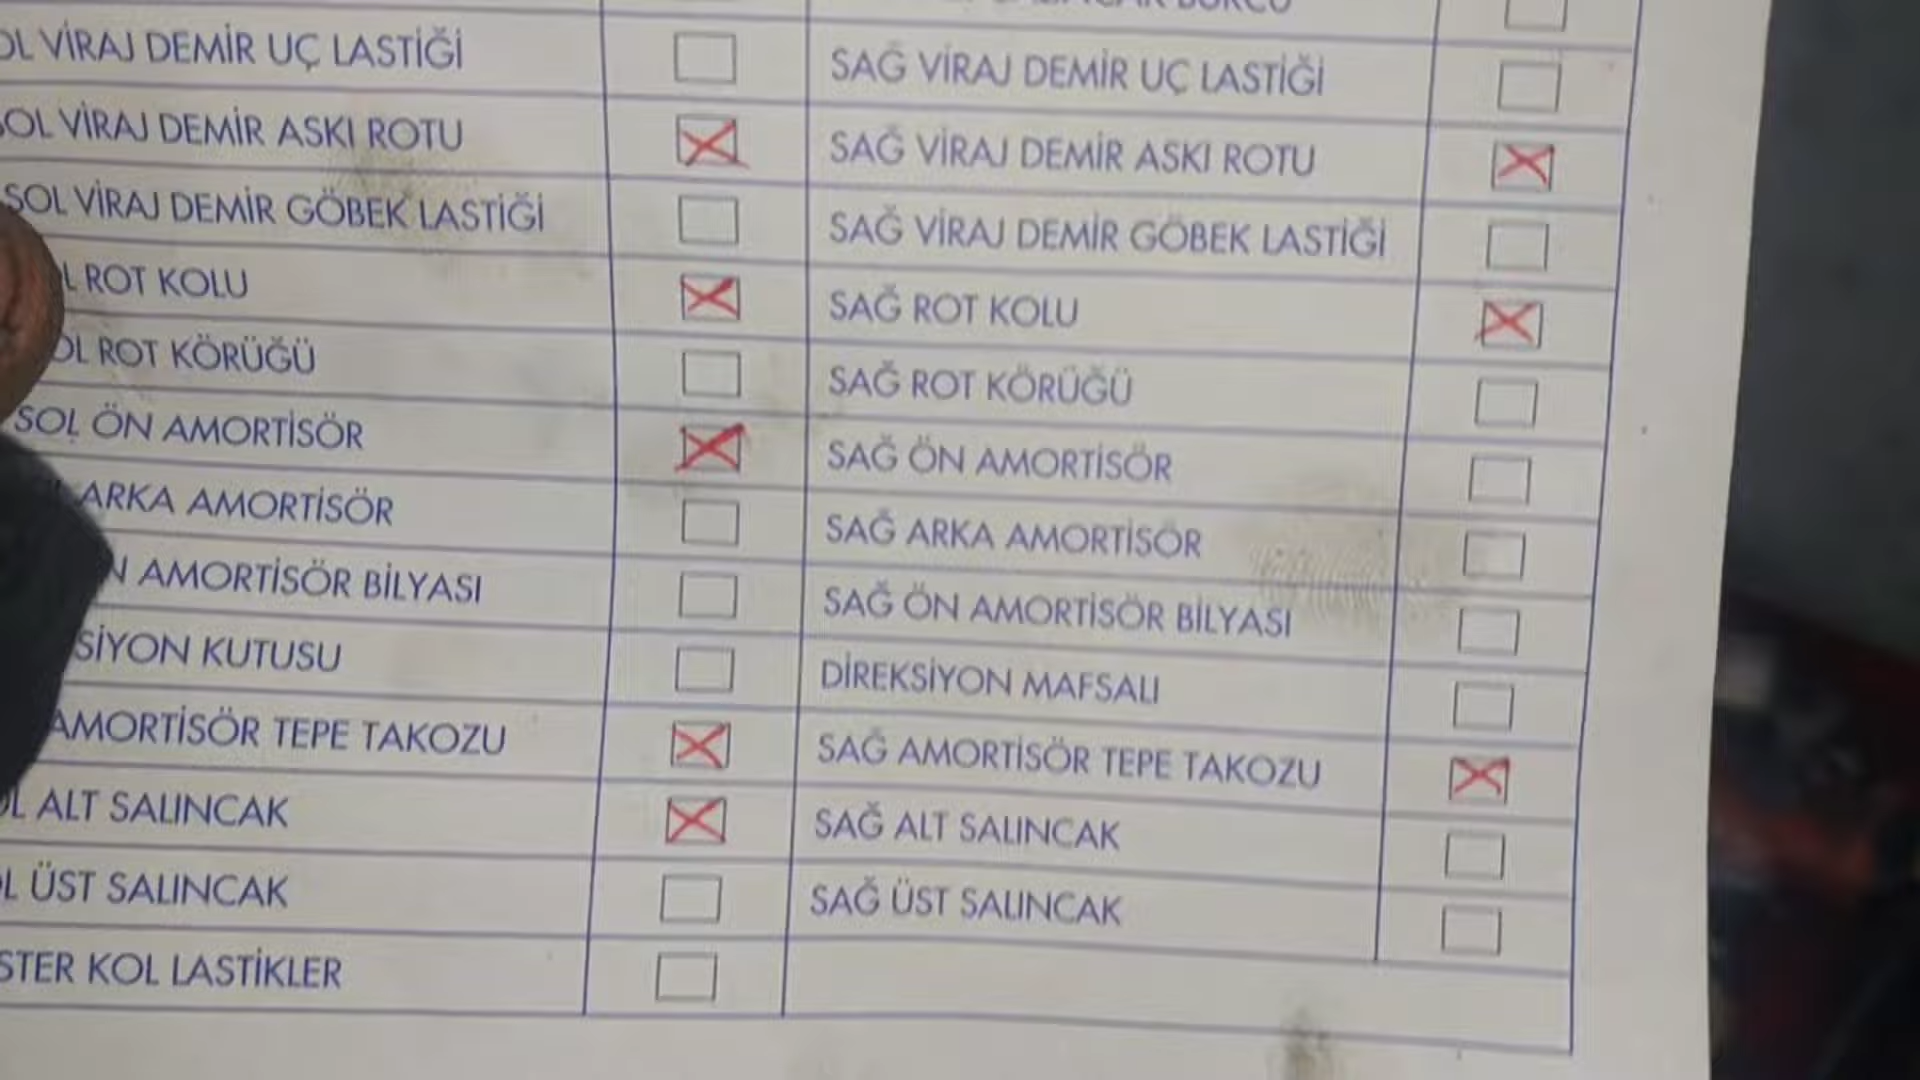 VİRAJ DEMİR UÇ LASTİĞİ SAĞ VİRAJ DEMİR UÇ LASTİĞİ
SOL VİRAJ DEMİR ASKI ROTU SAĞ VİRAJ DEMİR ASKI ROTU
SOL VİRAJ DEMİR GÖBEK LASTİĞİ SAĞ VİRAJ DEMİR GÖBEK LASTİĞİ
ROT KOLU SAĞ ROT KOLU
ROT KÖRÜĞÜ SAĞ ROT KÖRÜĞÜ
SOL ÖN AMORTİSÖR SAĞ ÖN AMORTİSÖR
ARKA AMORTİSÖR SAĞ ARKA AMORTİSÖR
AMORTİSÖR BİLYASI SAĞ ÖN AMORTİSÖR BİLYASI
SİYON KUTUSU DİREKSİYON MAFSALI
AMORTİSÖR TEPE TAKOZU SAĞ AMORTİSÖR TEPE TAKOZU
ALT SALINCAK SAĞ ALT SALINCAK
ÜST SALINCAK SAĞ ÜST SALINCAK
STER KOL LASTİKLER